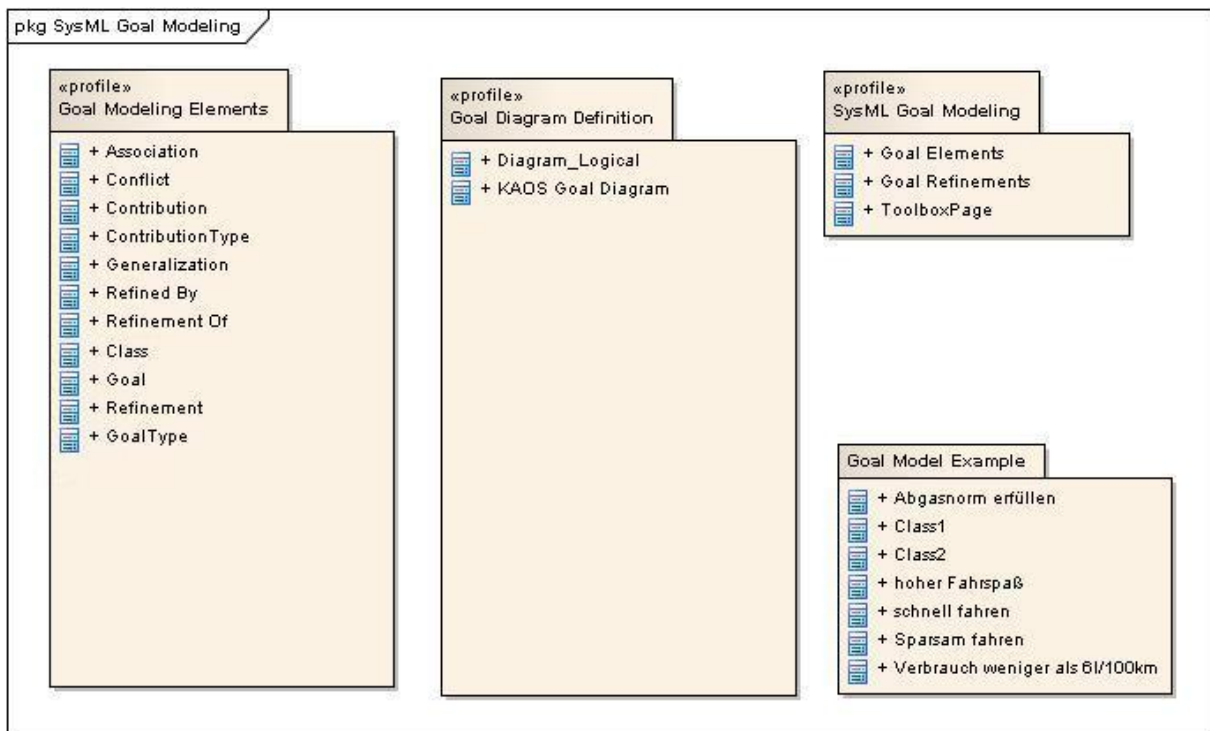 pkg SysML Goal Modeling
«profile»
Goal Modeling Elements
+ Association
+ Conflict
+ Contribution
+ ContributionType
+ Generalization
+ Refined By
+ Refinement Of
+ Class
+ Goal
+ Refinement
+ GoalType
«profile»
Goal Diagram Definition
+ Diagram_Logical
+ KAOS Goal Diagram
«profile»
SysML Goal Modeling
+ Goal Elements
+ Goal Refinements
+ ToolboxPage
Goal Model Example
+ Abgasnorm erfüllen
+ Class1
+ Class2
+ hoher Fahrspaß
+ schnell fahren
+ Sparsam fahren
+ Verbrauch weniger als 6l/100km